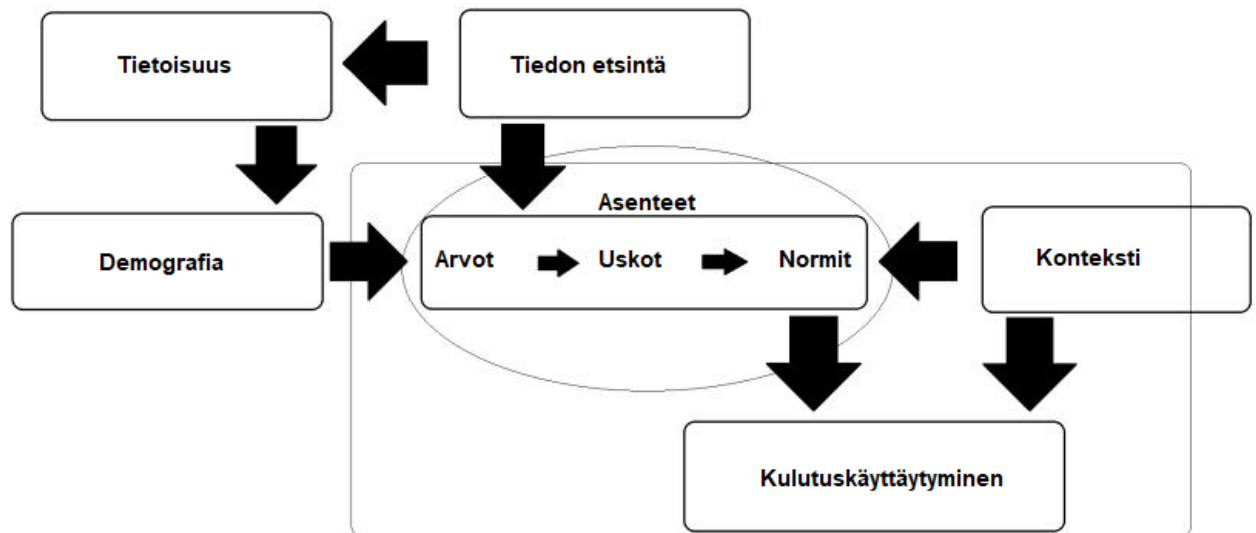 Tietoisuus
Tiedon etsintä
Asenteet
Demografia
Arvot
Uskot
Normit
Konteksti
Kulutuskäyttäytyminen